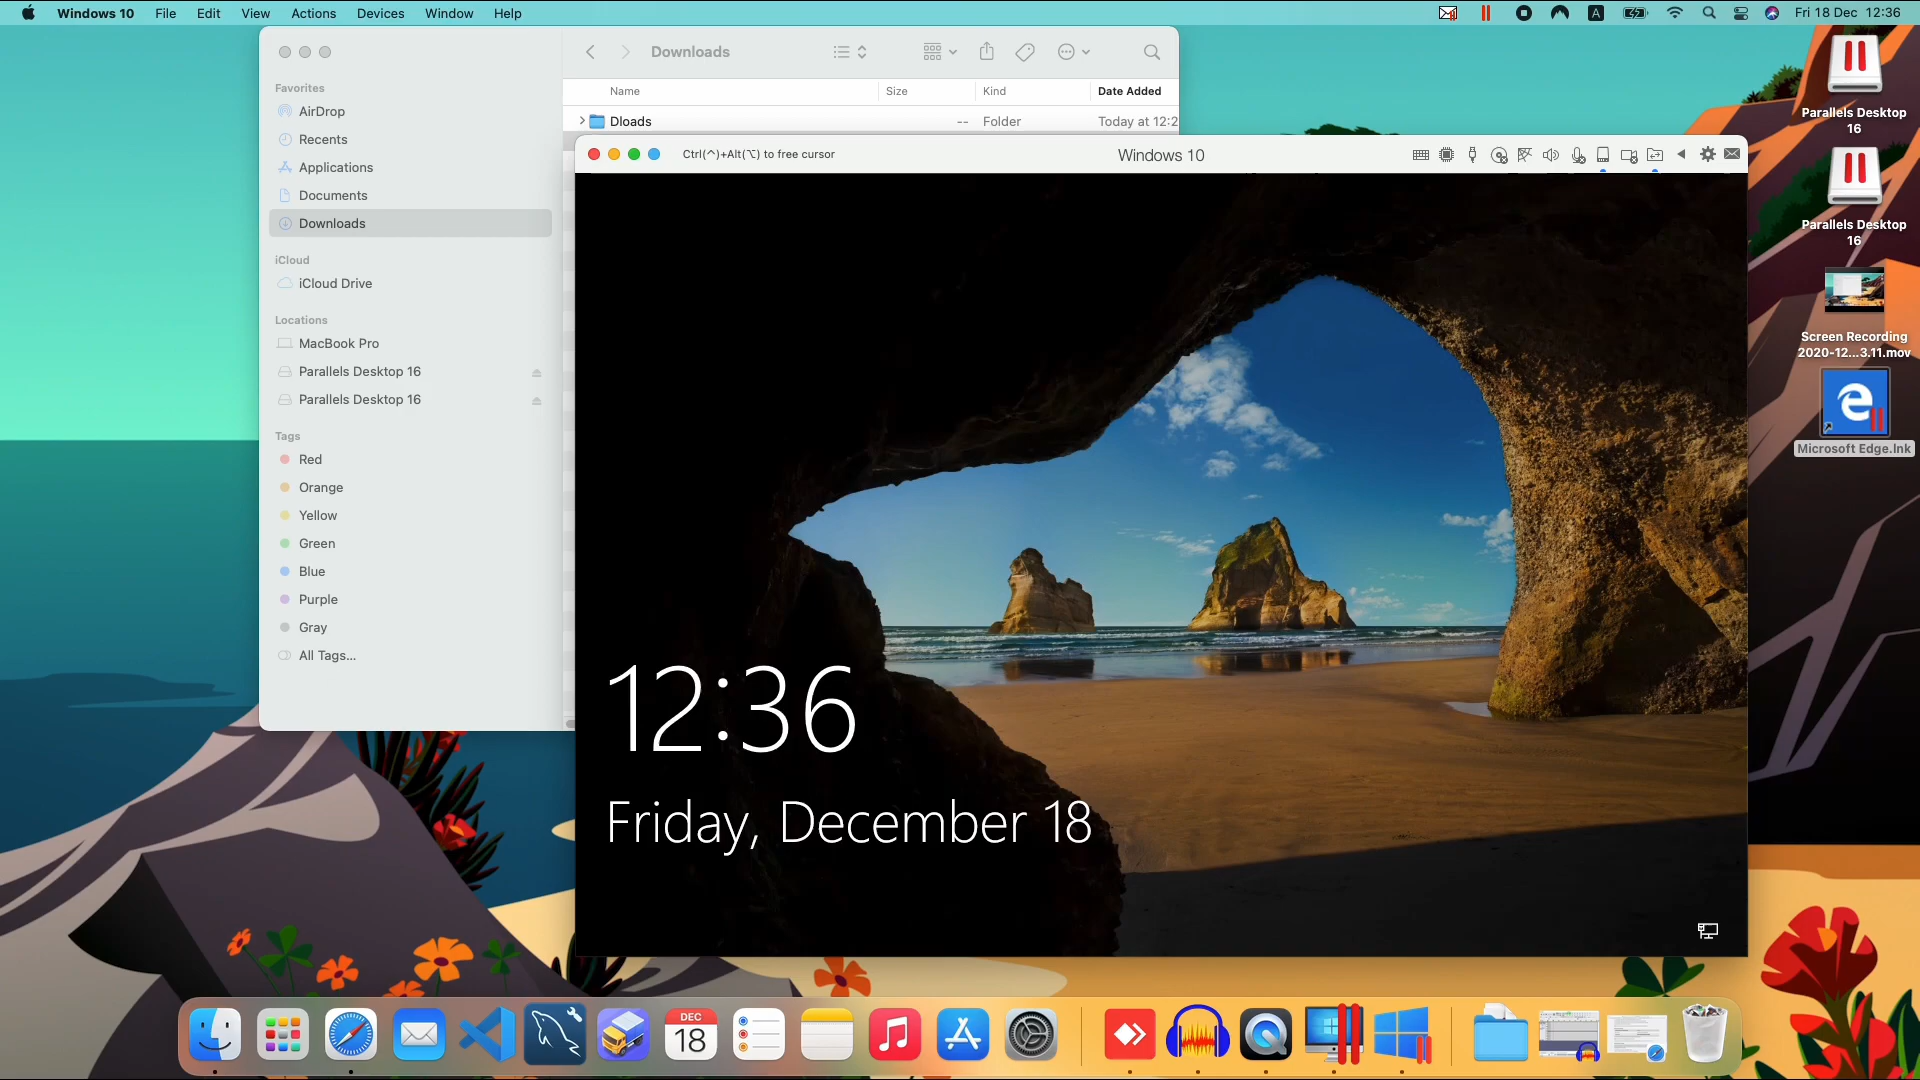 Windows 10 File Edit View Actions Devices Window Help
A
Fri 18 Dec 12:36
Downloads
Favorites
AirDrop
Recents
Applications
Documents
Downloads
iCloud
iCloud Drive
Locations
MacBook Pro
Parallels Desktop 16
Parallels Desktop 16
Tags
Red
Orange
Yellow
Green
Blue
Purple
Gray
All Tags...
Name Size Kind Date Added
Dloads -- Folder Today at 12:2
Ctrl(^)+Alt(⌥) to free cursor
Windows 10
12:36
Friday, December 18
Parallels Desktop
16
Parallels Desktop
16
Screen Recording
2020-12...3.11.mov
Microsoft Edge.lnk
DEC
18